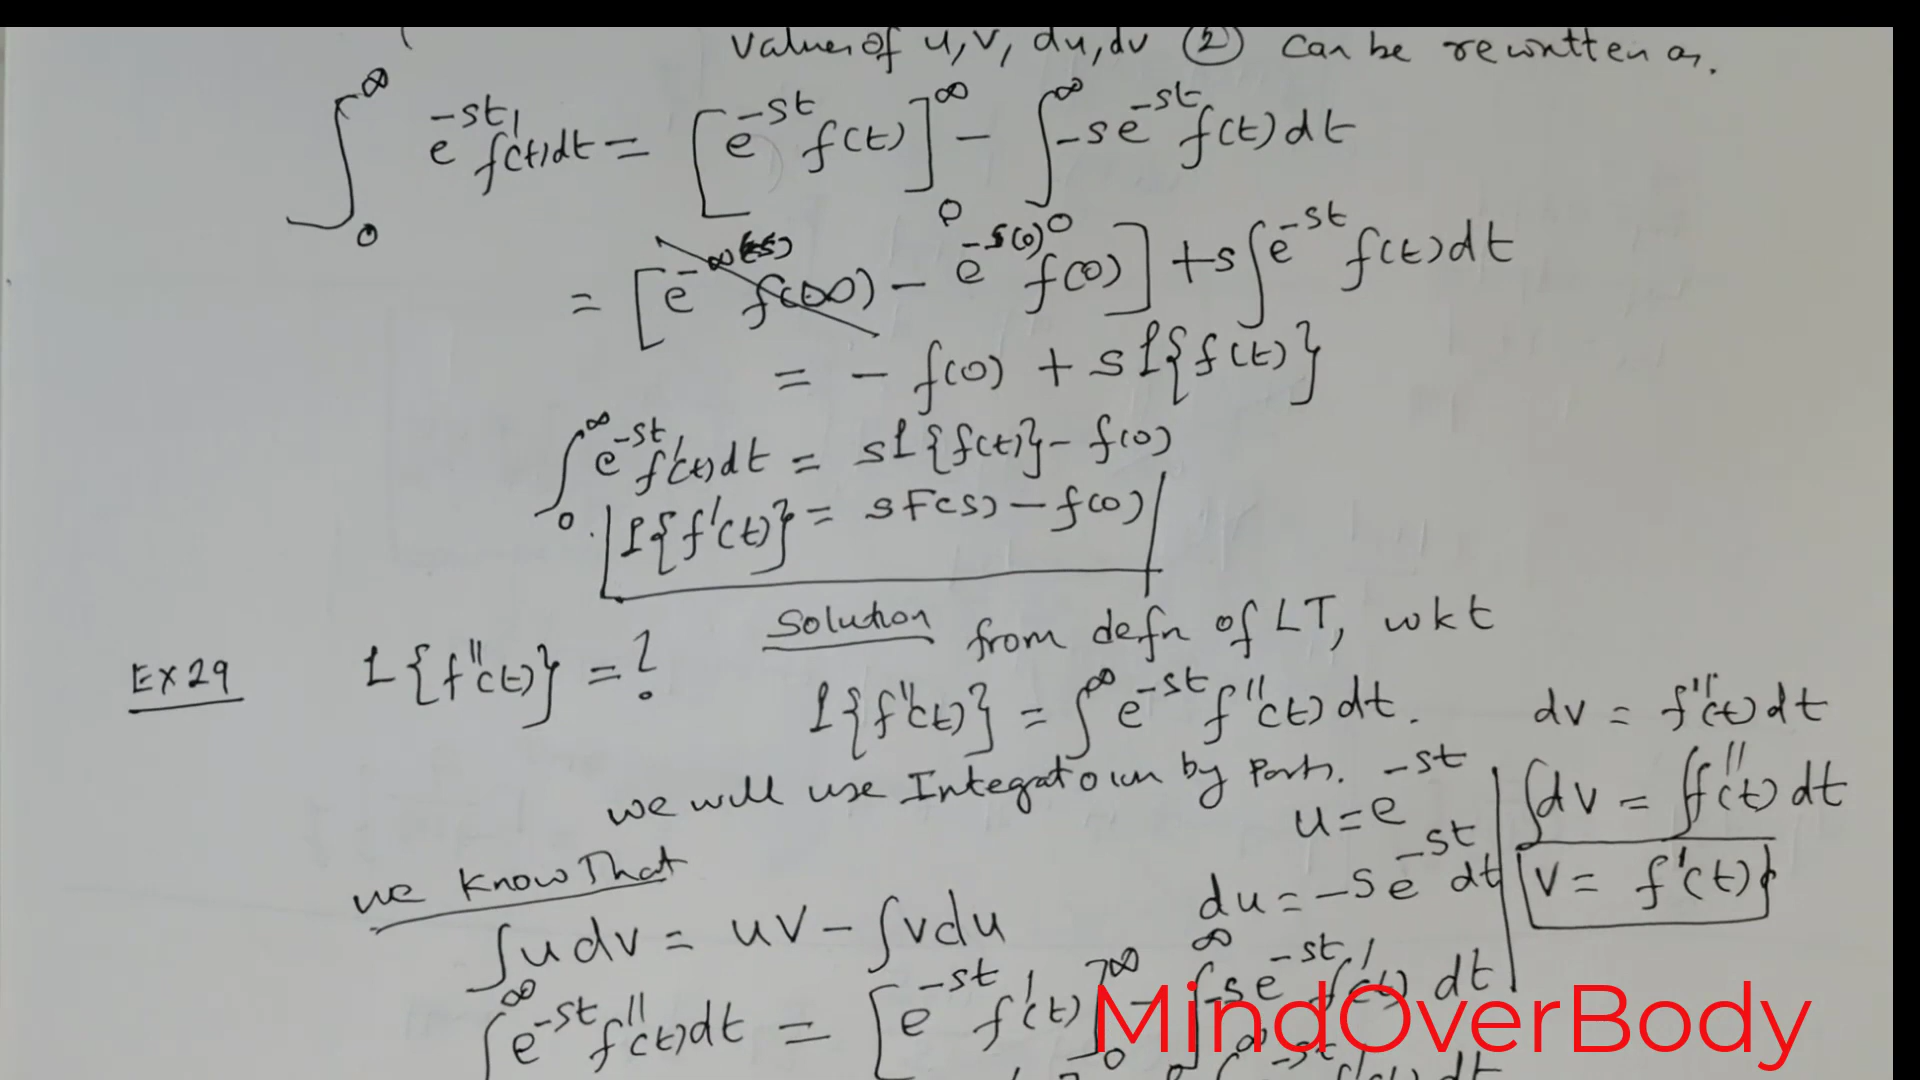 values of u, v, du, dv ② can be rewritten as.
∫₀^∞ e^{-st} f'(t)dt = [e^{-st} f(t)]₀^∞ - ∫₀^∞ -s e^{-st} f(t) dt
= [e^{-∞(s)} f(∞) - e^{-s(0)} f(0)] + s∫e^{-st} f(t) dt
= - f(0) + s L{f(t)}
∫₀^∞ e^{-st} f'(t)dt = s L{f(t)} - f(0)
L{f'(t)} = sF(s) - f(0)
Ex 29 L{f''(t)} = ? Solution from defn of LT, wkt
L{f''(t)} = ∫^∞ e^{-st} f''(t) dt. dv = f''(t) dt
we will use Integratown by Parts. u = e^{-st} ∫dv = ∫f''(t) dt
we know That du = -s e^{-st} dt v = f'(t)
∫u dv = uv - ∫v du
∫^∞ e^{-st} f''(t)dt = [e^{-st} f'(t)]₀^∞ - ∫₀^∞ -s e^{-st} f'(t) dt
MindOverBody